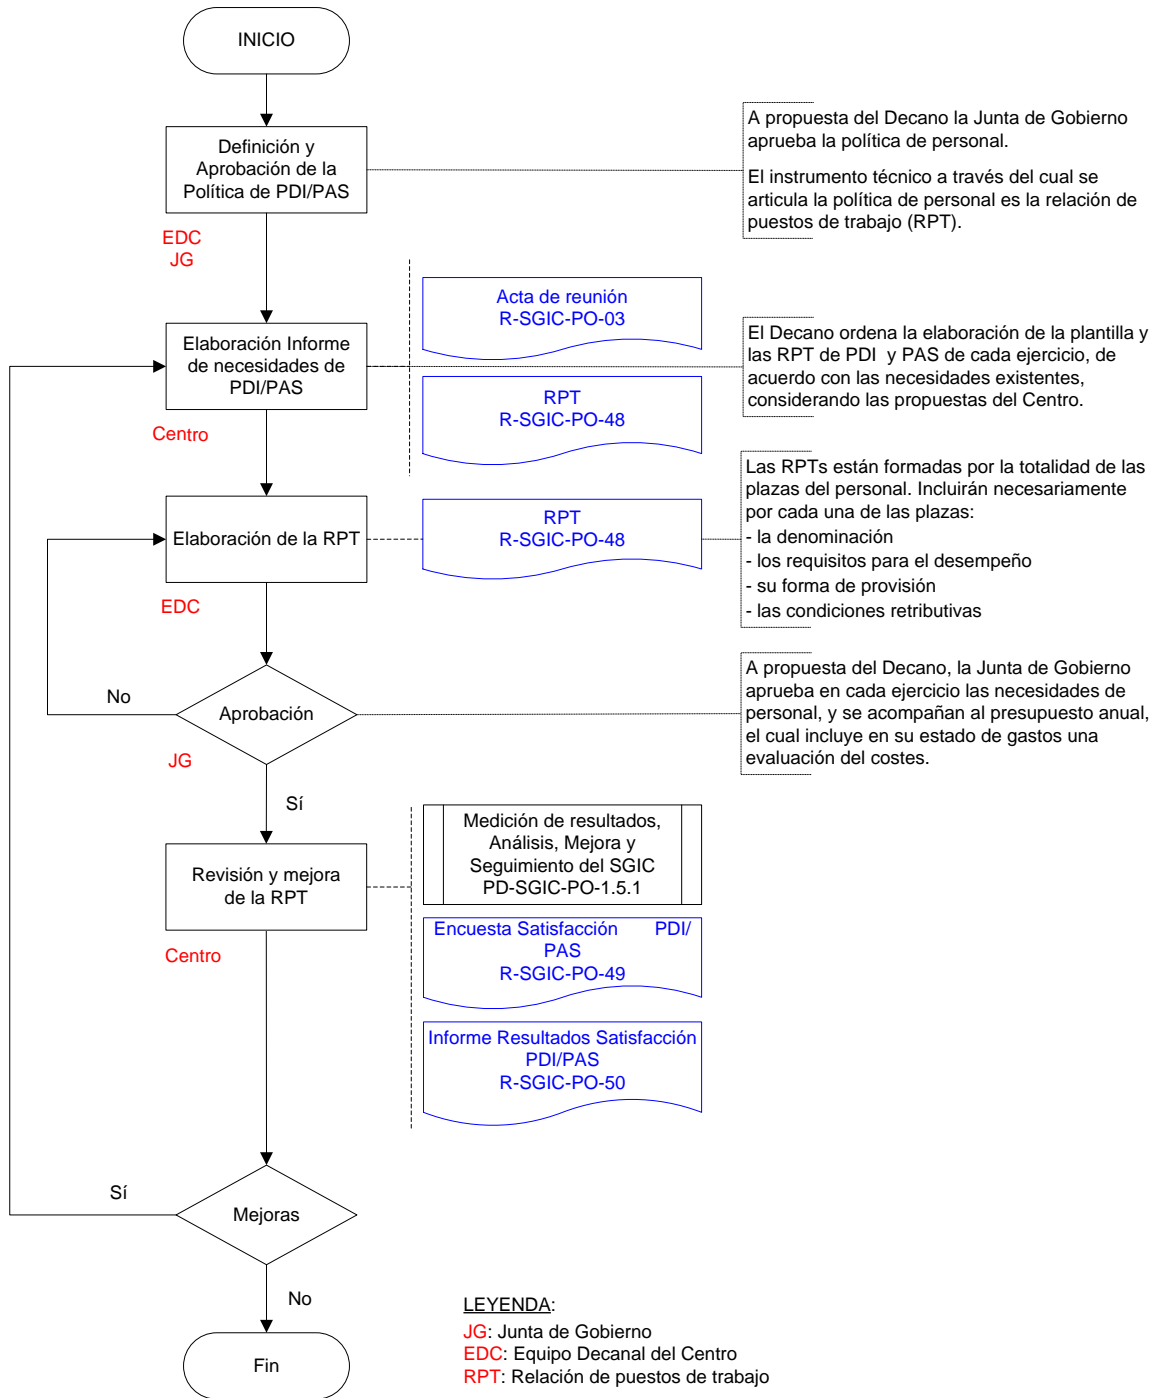 INICIO
Definición y
Aprobación de la
Política de PDI/PAS
A propuesta del Decano la Junta de Gobierno
aprueba la política de personal.
El instrumento técnico a través del cual se
articula la política de personal es la relación de
puestos de trabajo (RPT).
EDC
JG
Acta de reunión
R-SGIC-PO-03
Elaboración Informe
de necesidades de
PDI/PAS
El Decano ordena la elaboración de la plantilla y
las RPT de PDI y PAS de cada ejercicio, de
acuerdo con las necesidades existentes,
considerando las propuestas del Centro.
RPT
R-SGIC-PO-48
Centro
Elaboración de la RPT
RPT
R-SGIC-PO-48
Las RPTs están formadas por la totalidad de las
plazas del personal. Incluirán necesariamente
por cada una de las plazas:
- la denominación
- los requisitos para el desempeño
- su forma de provisión
- las condiciones retributivas
EDC
No
Aprobación
A propuesta del Decano, la Junta de Gobierno
aprueba en cada ejercicio las necesidades de
personal, y se acompañan al presupuesto anual,
el cual incluye en su estado de gastos una
evaluación del costes.
JG
Sí
Revisión y mejora
de la RPT
Medición de resultados,
Análisis, Mejora y
Seguimiento del SGIC
PD-SGIC-PO-1.5.1
Centro
Encuesta Satisfacción PDI/
PAS
R-SGIC-PO-49
Informe Resultados Satisfacción
PDI/PAS
R-SGIC-PO-50
Sí
Mejoras
No
Fin
LEYENDA:
JG: Junta de Gobierno
EDC: Equipo Decanal del Centro
RPT: Relación de puestos de trabajo